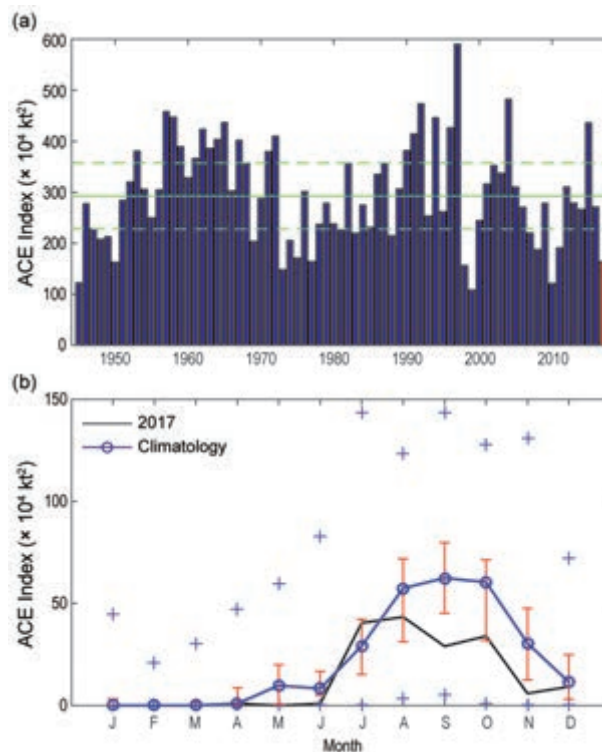 (a)
600
500
400
300
200
100
0
ACE Index (× 10⁴ kt²)
1950 1960 1970 1980 1990 2000 2010
(b)
150
100
50
0
ACE Index (× 10⁴ kt²)
2017
Climatology
J F M A M J J A S O N D
Month